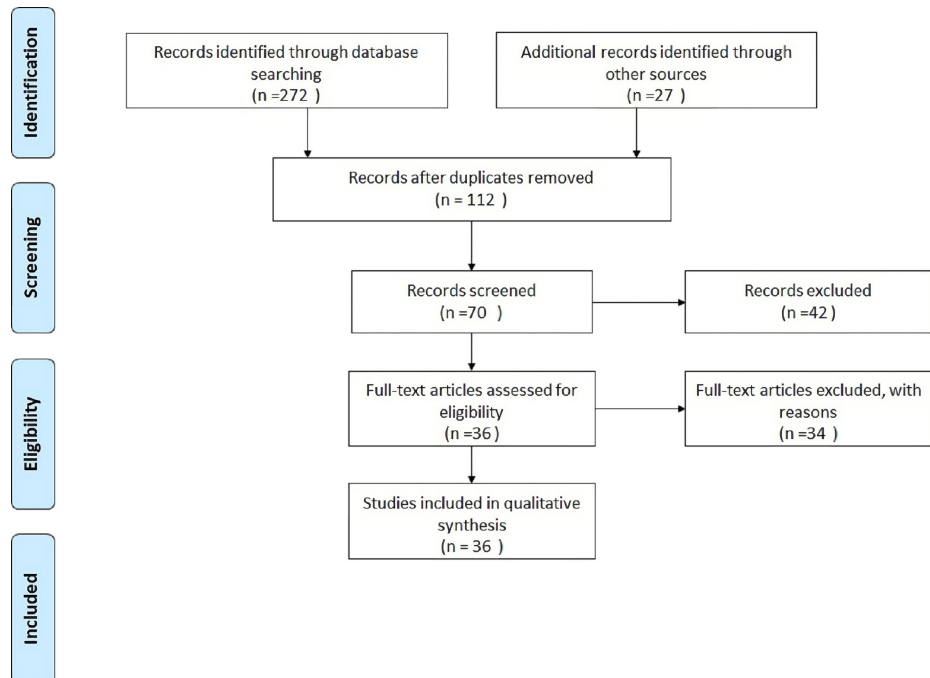 Identification
Records identified through database
searching
(n =272 )
Additional records identified through
other sources
(n =27 )
Records after duplicates removed
(n = 112 )
Screening
Records screened
(n =70 )
Records excluded
(n =42 )
Eligibility
Full-text articles assessed for
eligibility
(n =36 )
Full-text articles excluded, with
reasons
(n =34 )
Studies included in qualitative
synthesis
(n = 36 )
Included